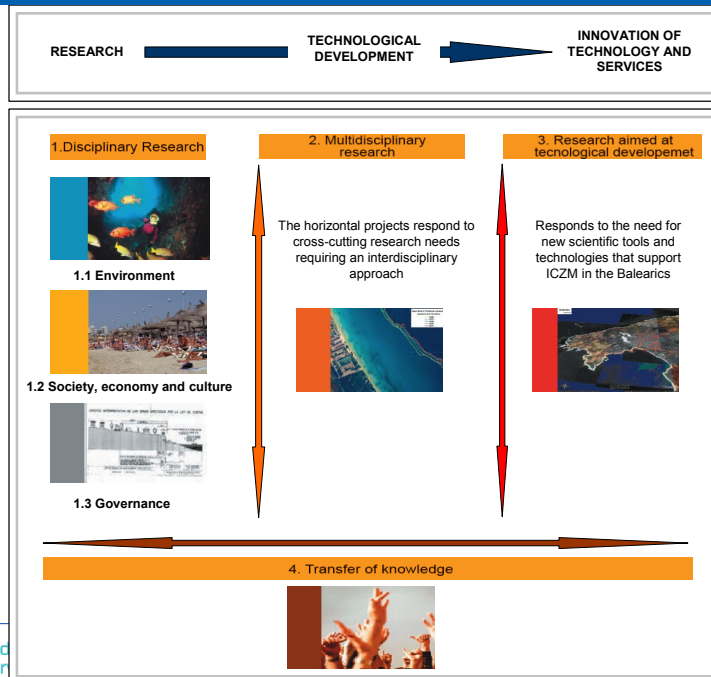 RESEARCH
TECHNOLOGICAL
DEVELOPMENT
INNOVATION OF
TECHNOLOGY AND
SERVICES
1.Disciplinary Research
2. Multidisciplinary
research
3. Research aimed at
tecnological developemet
1.1 Environment
The horizontal projects respond to
cross-cutting research needs
requiring an interdisciplinary
approach
Responds to the need for
new scientific tools and
technologies that support
ICZM in the Balearics
1.2 Society, economy and culture
1.3 Governance
4. Transfer of knowledge